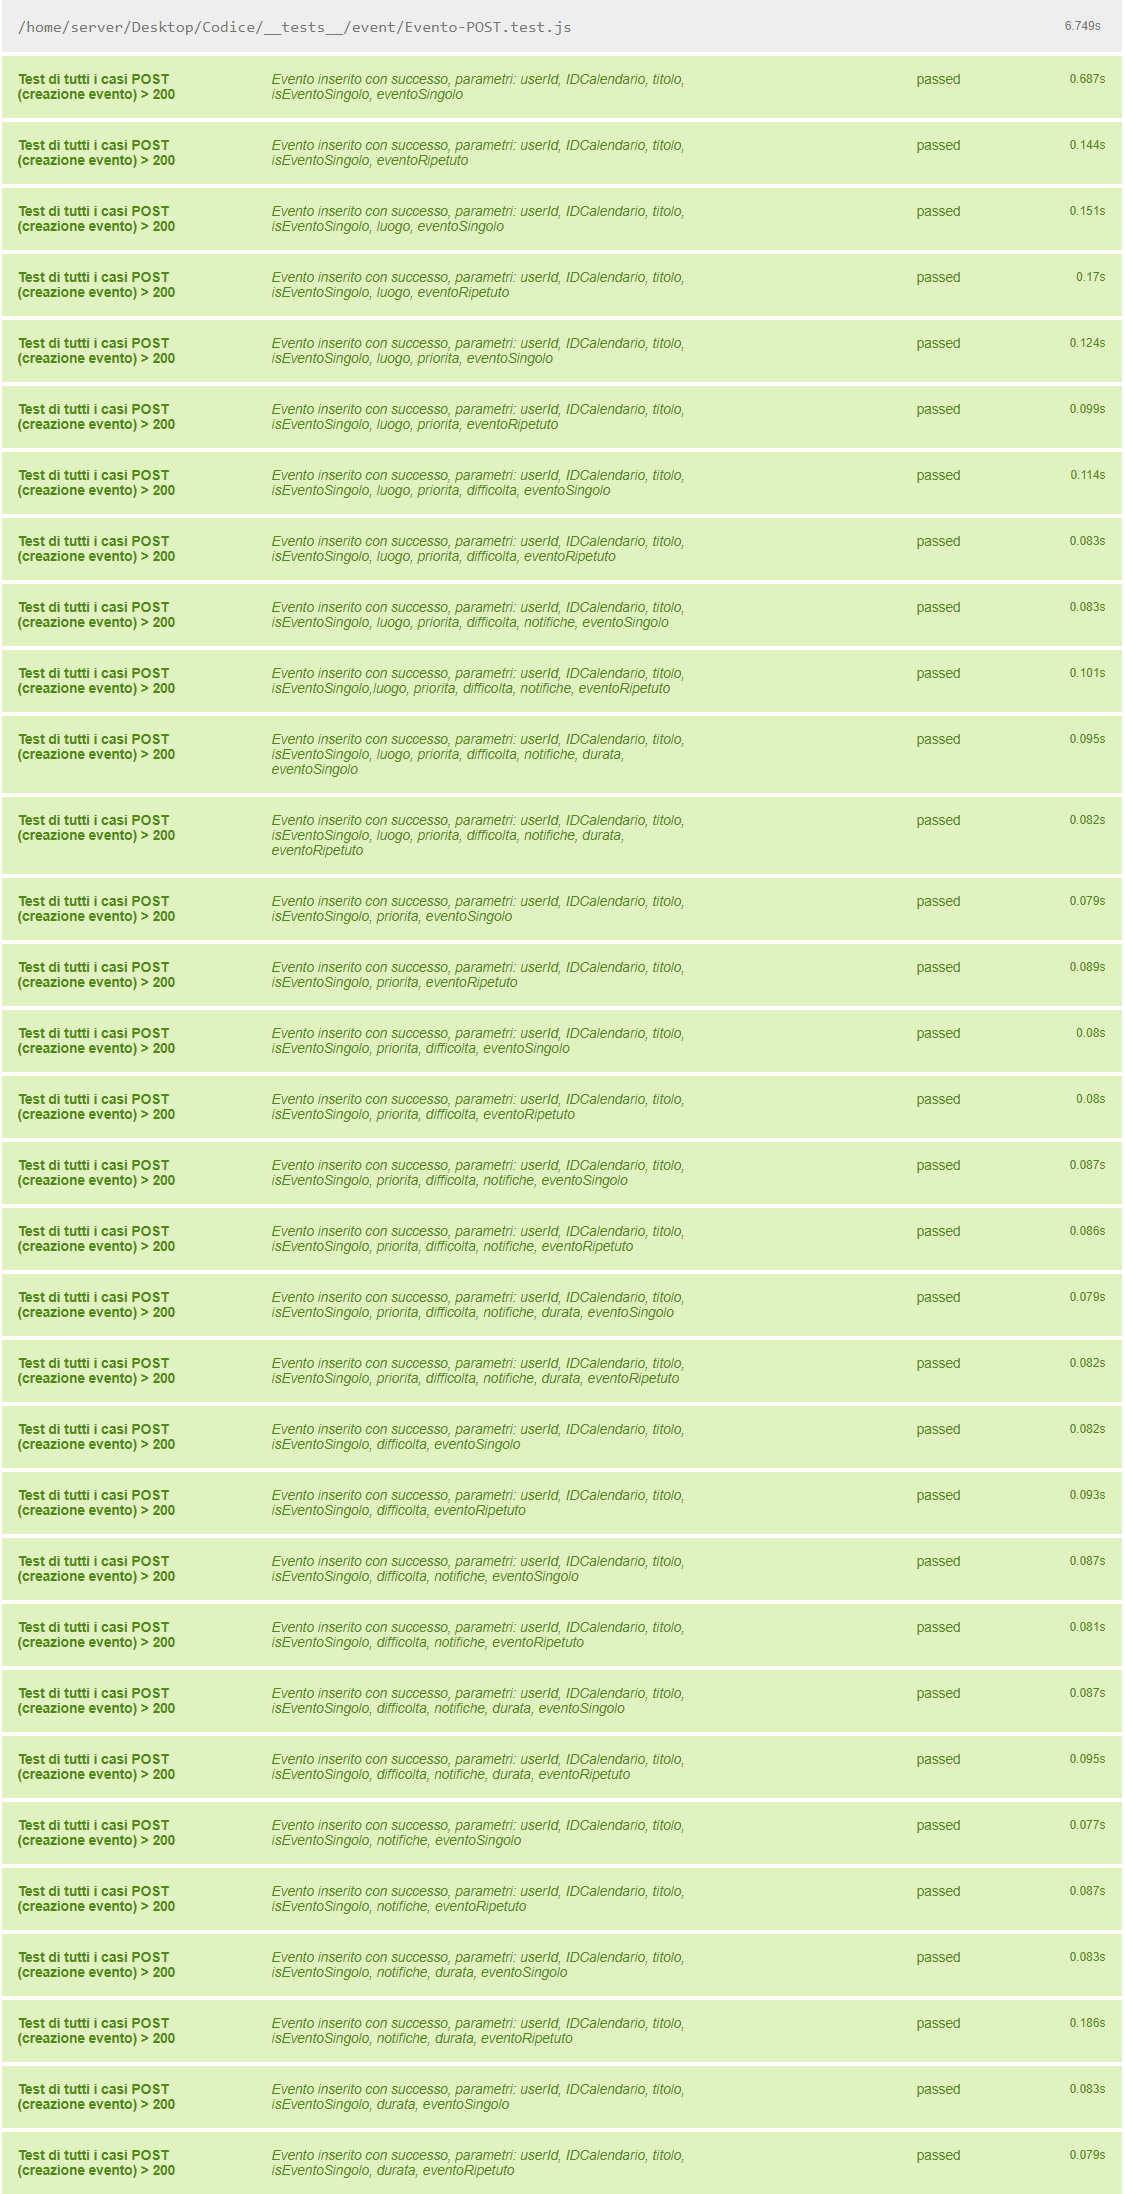 /home/server/Desktop/Codice/__tests__/event/Evento-POST.test.js 6.749s
Test di tutti i casi POST Evento inserito con successo, parametri: userId, IDCalendario, titolo, passed 0.687s
(creazione evento) > 200 isEventoSingolo, eventoSingolo
Test di tutti i casi POST Evento inserito con successo, parametri: userId, IDCalendario, titolo, passed 0.144s
(creazione evento) > 200 isEventoSingolo, eventoRipetuto
Test di tutti i casi POST Evento inserito con successo, parametri: userId, IDCalendario, titolo, passed 0.151s
(creazione evento) > 200 isEventoSingolo, luogo, eventoSingolo
Test di tutti i casi POST Evento inserito con successo, parametri: userId, IDCalendario, titolo, passed 0.17s
(creazione evento) > 200 isEventoSingolo, luogo, eventoRipetuto
Test di tutti i casi POST Evento inserito con successo, parametri: userId, IDCalendario, titolo, passed 0.124s
(creazione evento) > 200 isEventoSingolo, luogo, priorita, eventoSingolo
Test di tutti i casi POST Evento inserito con successo, parametri: userId, IDCalendario, titolo, passed 0.099s
(creazione evento) > 200 isEventoSingolo, luogo, priorita, eventoRipetuto
Test di tutti i casi POST Evento inserito con successo, parametri: userId, IDCalendario, titolo, passed 0.114s
(creazione evento) > 200 isEventoSingolo, luogo, priorita, difficolta, eventoSingolo
Test di tutti i casi POST Evento inserito con successo, parametri: userId, IDCalendario, titolo, passed 0.083s
(creazione evento) > 200 isEventoSingolo, luogo, priorita, difficolta, eventoRipetuto
Test di tutti i casi POST Evento inserito con successo, parametri: userId, IDCalendario, titolo, passed 0.083s
(creazione evento) > 200 isEventoSingolo, luogo, priorita, difficolta, notifiche, eventoSingolo
Test di tutti i casi POST Evento inserito con successo, parametri: userId, IDCalendario, titolo, passed 0.101s
(creazione evento) > 200 isEventoSingolo,luogo, priorita, difficolta, notifiche, eventoRipetuto
Test di tutti i casi POST Evento inserito con successo, parametri: userId, IDCalendario, titolo, passed 0.095s
(creazione evento) > 200 isEventoSingolo, luogo, priorita, difficolta, notifiche, durata,
eventoSingolo
Test di tutti i casi POST Evento inserito con successo, parametri: userId, IDCalendario, titolo, passed 0.082s
(creazione evento) > 200 isEventoSingolo, luogo, priorita, difficolta, notifiche, durata,
eventoRipetuto
Test di tutti i casi POST Evento inserito con successo, parametri: userId, IDCalendario, titolo, passed 0.079s
(creazione evento) > 200 isEventoSingolo, priorita, eventoSingolo
Test di tutti i casi POST Evento inserito con successo, parametri: userId, IDCalendario, titolo, passed 0.089s
(creazione evento) > 200 isEventoSingolo, priorita, eventoRipetuto
Test di tutti i casi POST Evento inserito con successo, parametri: userId, IDCalendario, titolo, passed 0.08s
(creazione evento) > 200 isEventoSingolo, priorita, difficolta, eventoSingolo
Test di tutti i casi POST Evento inserito con successo, parametri: userId, IDCalendario, titolo, passed 0.08s
(creazione evento) > 200 isEventoSingolo, priorita, difficolta, eventoRipetuto
Test di tutti i casi POST Evento inserito con successo, parametri: userId, IDCalendario, titolo, passed 0.087s
(creazione evento) > 200 isEventoSingolo, priorita, difficolta, notifiche, eventoSingolo
Test di tutti i casi POST Evento inserito con successo, parametri: userId, IDCalendario, titolo, passed 0.086s
(creazione evento) > 200 isEventoSingolo, priorita, difficolta, notifiche, eventoRipetuto
Test di tutti i casi POST Evento inserito con successo, parametri: userId, IDCalendario, titolo, passed 0.079s
(creazione evento) > 200 isEventoSingolo, priorita, difficolta, notifiche, durata, eventoSingolo
Test di tutti i casi POST Evento inserito con successo, parametri: userId, IDCalendario, titolo, passed 0.082s
(creazione evento) > 200 isEventoSingolo, priorita, difficolta, notifiche, durata, eventoRipetuto
Test di tutti i casi POST Evento inserito con successo, parametri: userId, IDCalendario, titolo, passed 0.082s
(creazione evento) > 200 isEventoSingolo, difficolta, eventoSingolo
Test di tutti i casi POST Evento inserito con successo, parametri: userId, IDCalendario, titolo, passed 0.093s
(creazione evento) > 200 isEventoSingolo, difficolta, eventoRipetuto
Test di tutti i casi POST Evento inserito con successo, parametri: userId, IDCalendario, titolo, passed 0.087s
(creazione evento) > 200 isEventoSingolo, difficolta, notifiche, eventoSingolo
Test di tutti i casi POST Evento inserito con successo, parametri: userId, IDCalendario, titolo, passed 0.081s
(creazione evento) > 200 isEventoSingolo, difficolta, notifiche, eventoRipetuto
Test di tutti i casi POST Evento inserito con successo, parametri: userId, IDCalendario, titolo, passed 0.087s
(creazione evento) > 200 isEventoSingolo, difficolta, notifiche, durata, eventoSingolo
Test di tutti i casi POST Evento inserito con successo, parametri: userId, IDCalendario, titolo, passed 0.095s
(creazione evento) > 200 isEventoSingolo, difficolta, notifiche, durata, eventoRipetuto
Test di tutti i casi POST Evento inserito con successo, parametri: userId, IDCalendario, titolo, passed 0.077s
(creazione evento) > 200 isEventoSingolo, notifiche, eventoSingolo
Test di tutti i casi POST Evento inserito con successo, parametri: userId, IDCalendario, titolo, passed 0.087s
(creazione evento) > 200 isEventoSingolo, notifiche, eventoRipetuto
Test di tutti i casi POST Evento inserito con successo, parametri: userId, IDCalendario, titolo, passed 0.083s
(creazione evento) > 200 isEventoSingolo, notifiche, durata, eventoSingolo
Test di tutti i casi POST Evento inserito con successo, parametri: userId, IDCalendario, titolo, passed 0.186s
(creazione evento) > 200 isEventoSingolo, notifiche, durata, eventoRipetuto
Test di tutti i casi POST Evento inserito con successo, parametri: userId, IDCalendario, titolo, passed 0.083s
(creazione evento) > 200 isEventoSingolo, durata, eventoSingolo
Test di tutti i casi POST Evento inserito con successo, parametri: userId, IDCalendario, titolo, passed 0.079s
(creazione evento) > 200 isEventoSingolo, durata, eventoRipetuto